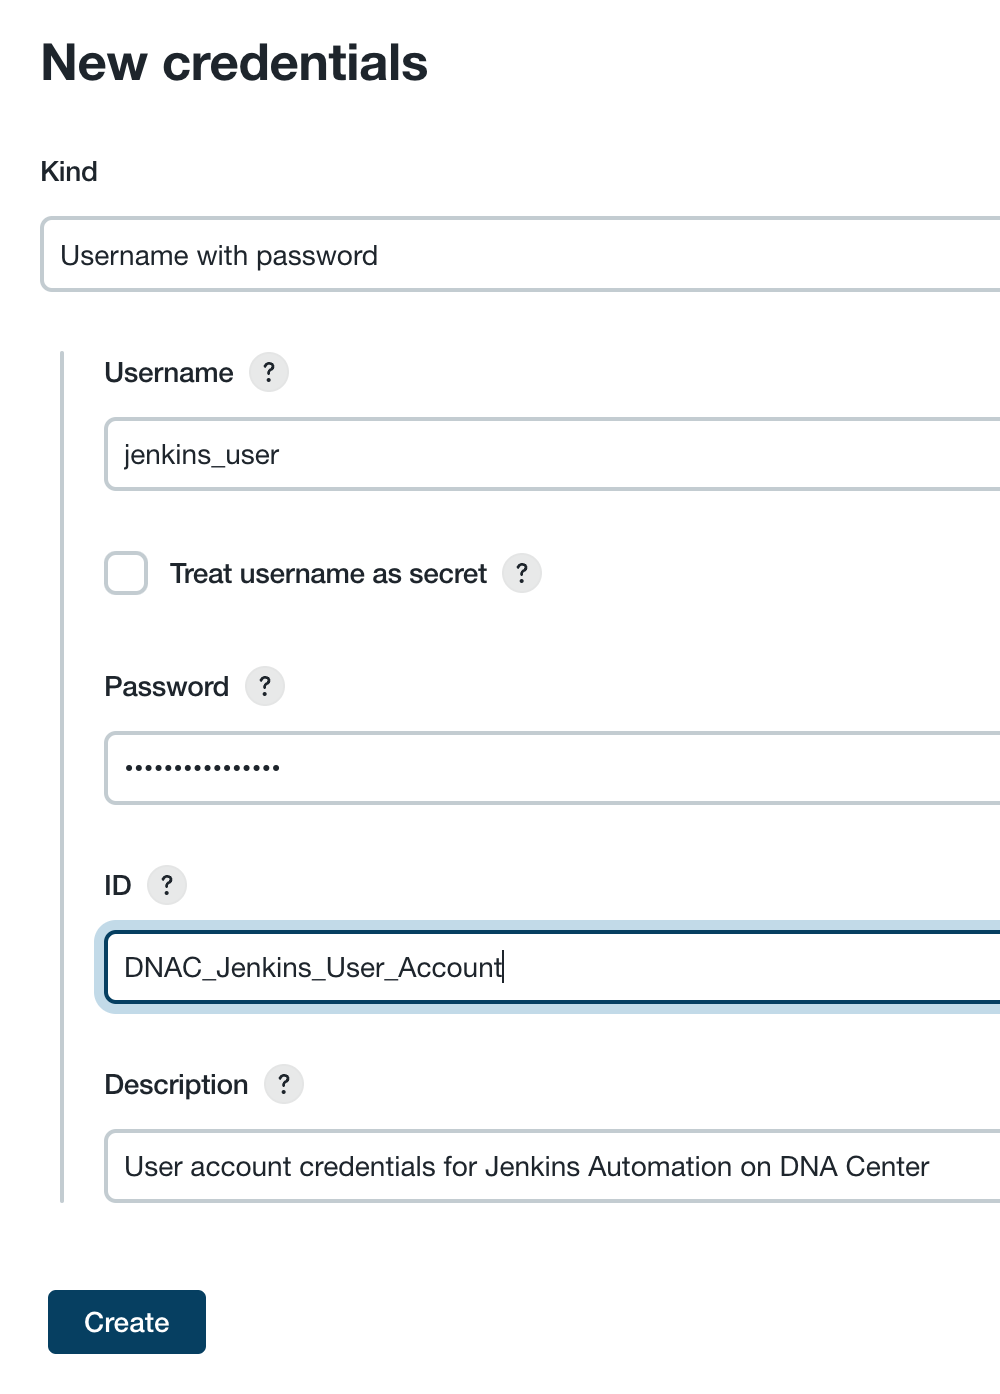 New credentials
Kind
Username with password
Username ?
jenkins_user
Treat username as secret ?
Password ?
••••••••••••••••
ID ?
DNAC_Jenkins_User_Account
Description ?
User account credentials for Jenkins Automation on DNA Center
Create